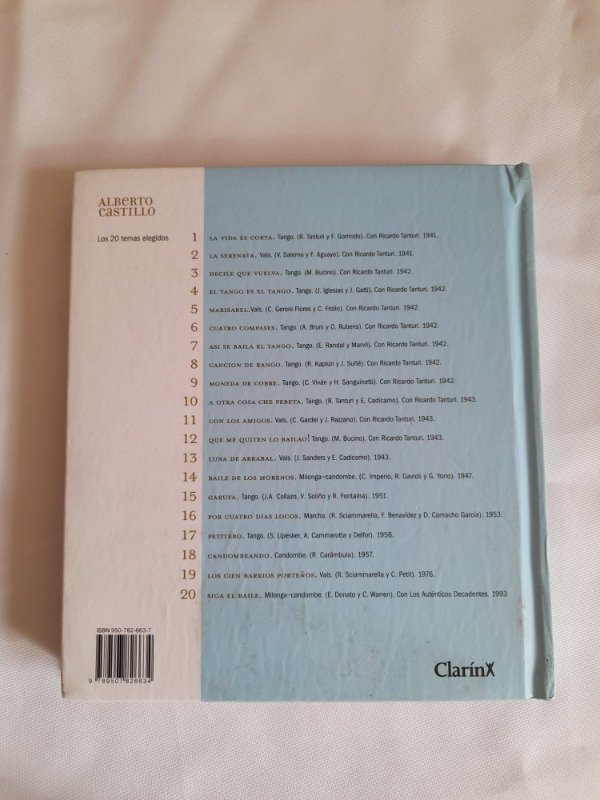 ALBERTO
CASTILLO
Los 20 temas elegidos
1 LA VIDA ES CORTA. Tango. (R. Tanturi y F. Gorrindo). Con Ricardo Tanturi. 1941.
2 LA SERENATA. Vals. (V. Salerno y F. Aguayo). Con Ricardo Tanturi. 1941.
3 DECILE QUE VUELVA. Tango. (M. Bucino). Con Ricardo Tanturi. 1942.
4 EL TANGO ES EL TANGO. Tango. (J. Iglesias y J. Gatti). Con Ricardo Tanturi. 1942.
5 MARISABEL.Vals. (C. Geroni Flores y C. Frollo). Con Ricardo Tanturi. 1942.
6 CUATRO COMPASES. Tango. (A. Bruni y O. Rubens). Con Ricardo Tanturi. 1942.
7 ASI SE BAILA EL TANGO. Tango. (E. Randal y Marvil). Con Ricardo Tanturi. 1942.
8 CANCION DE RANGO. Tango. (R. Kaplún y J. Suñé). Con Ricardo Tanturi. 1942.
9 MONEDA DE COBRE. Tango. (C. Viván y H. Sanguinetti). Con Ricardo Tanturi. 1942.
10 A OTRA COSA CHE PEBETA. Tango. (R. Tanturi y E. Cadícamo). Con Ricardo Tanturi. 1943.
11 CON LOS AMIGOS. Vals. (C. Gardel y J. Razzano). Con Ricardo Tanturi. 1943.
12 QUE ME QUITEN LO BAILAO! Tango. (M. Bucino). Con Ricardo Tanturi. 1943.
13 LUNA DE ARRABAL. Vals. (J. Sanders y E. Cadícamo). 1943.
14 BAILE DE LOS MORENOS. Milonga-candombe. (C. Imperio, R. Gavioli y G. Yorio). 1947.
15 GARUFA. Tango. (J.A. Collazo, V. Soliño y R. Fontaina). 1951.
16 POR CUATRO DIAS LOCOS. Marcha. (R. Sciammarella, F. Benavídez y D. Camacho García). 1953.
17 PETITERO. Tango. (S. Lipesker, A. Cammarotta y Delfor). 1956.
18 CANDOMBEANDO. Candombe. (R. Carámbula). 1957.
19 LOS CIEN BARRIOS PORTEÑOS. Vals. (R. Sciammarella y C. Petit). 1976.
20 SIGA EL BAILE. Milonga-candombe. (E. Donato y C. Warren). Con Los Auténticos Decadentes. 1993
ISBN 950-782-663-7
9 789507 826634
Clarín